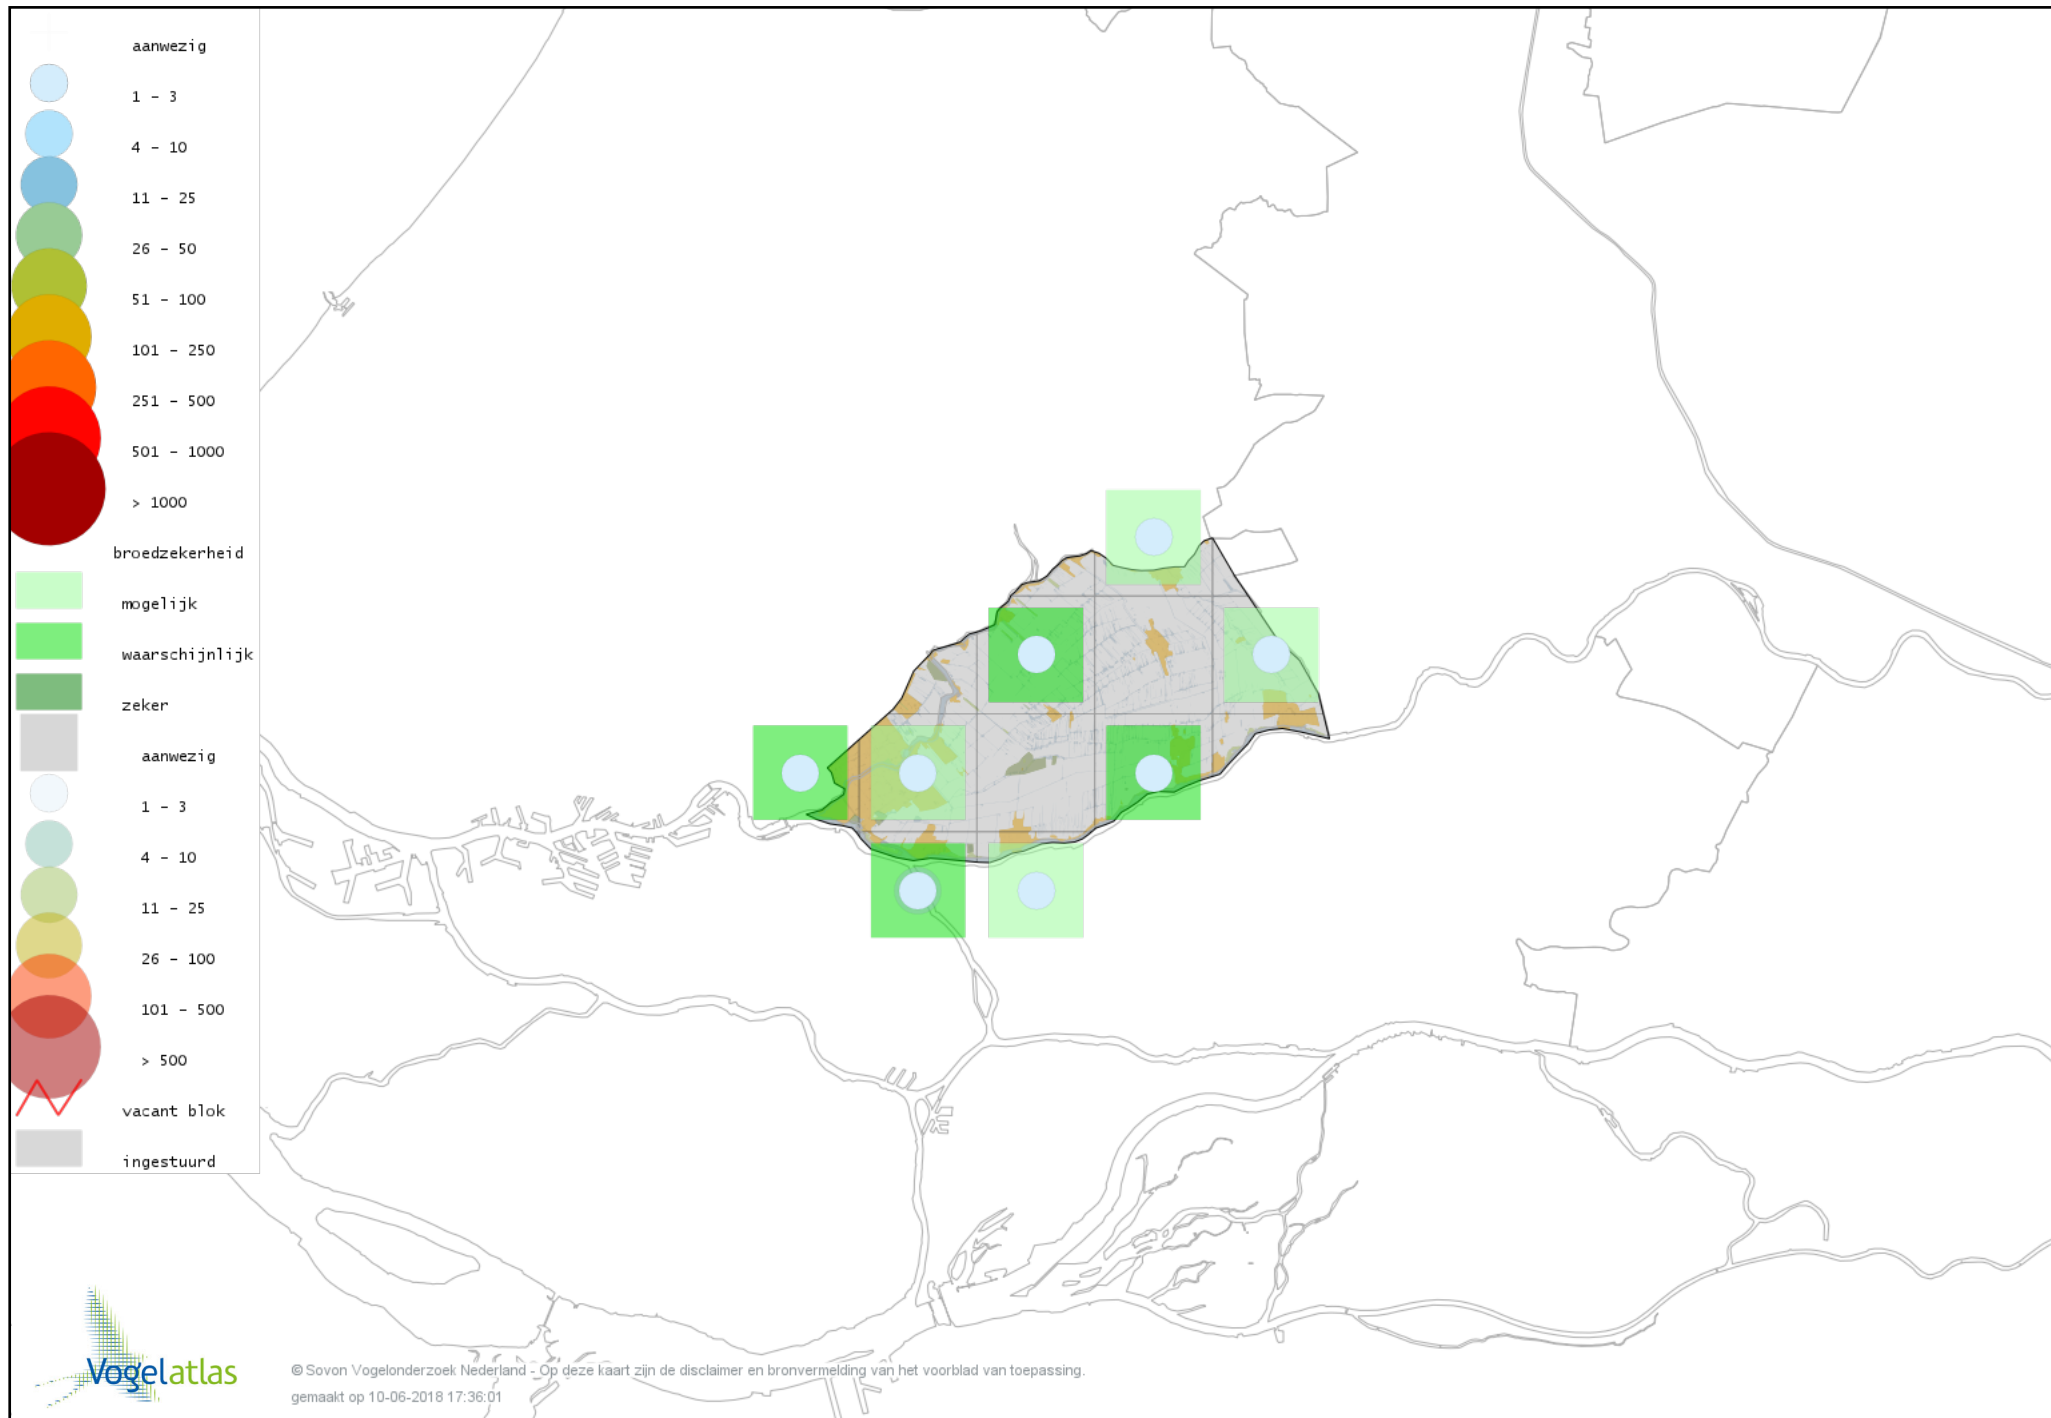 aanwezig
1 - 3
4 - 10
11 - 25
26 - 50
51 - 100
101 - 250
251 - 500
501 - 1000
> 1000
broedzekerheid
mogelijk
waarschijnlijk
zeker
aanwezig
1 - 3
4 - 10
11 - 25
26 - 100
101 - 500
> 500
vacant blok
ingestuurd
Vogelatlas
© Sovon Vogelonderzoek Nederland - Op deze kaart zijn de disclaimer en bronvermelding van het voorblad van toepassing.
gemaakt op 10-06-2018 17:36:01